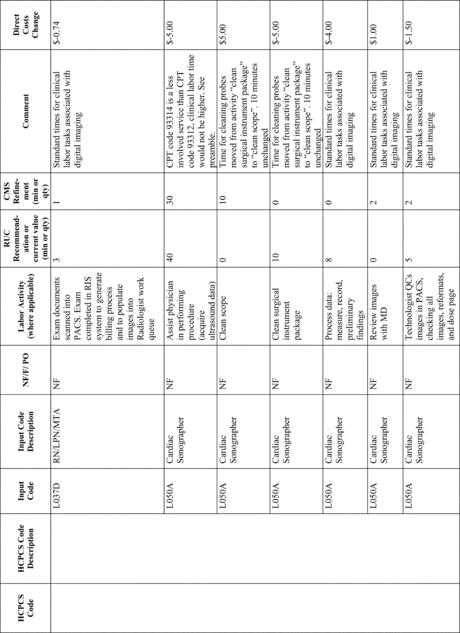 HCPCS
Code
HCPCS Code
Description
Input
Code
Input Code
Description
NF/F/ PO
Labor Activity
(where applicable)
RUC
Recommend-
ation or
current value
(min or qty)
CMS
Refine-
ment
(min or
qty)
Comment
Direct
Costs
Change
L037D
RN/LPN/MTA
NF
Exam documents
scanned into
PACS. Exam
completed in RIS
system to generate
billing process
and to populate
images into
Radiologist work
queue
3
1
Standard times for clinical
labor tasks associated with
digital imaging
$-0.74
L050A
Cardiac
Sonographer
NF
Assist physician
in performing
procedure
(acquire
ultrasound data)
40
30
CPT code 93314 is a less
involved service than CPT
code 93312, clinical labor time
would not be higher. See
preamble.
$-5.00
L050A
Cardiac
Sonographer
NF
Clean scope
0
10
Time for cleaning probes
moved from activity “clean
surgical instrument package”
to “clean scope”. 10 minutes
unchanged
$5.00
L050A
Cardiac
Sonographer
NF
Clean surgical
instrument
package
10
0
Time for cleaning probes
moved from activity “clean
surgical instrument package”
to “clean scope”. 10 minutes
unchanged
$-5.00
L050A
Cardiac
Sonographer
NF
Process data:
measure, record,
preliminary
findings
8
0
Standard times for clinical
labor tasks associated with
digital imaging
$-4.00
L050A
Cardiac
Sonographer
NF
Review images
with MD
0
2
Standard times for clinical
labor tasks associated with
digital imaging
$1.00
L050A
Cardiac
Sonographer
NF
Technologist QCs
images in PACS,
checking all
images, reformats,
and dose page
5
2
Standard times for clinical
labor tasks associated with
digital imaging
$-1.50